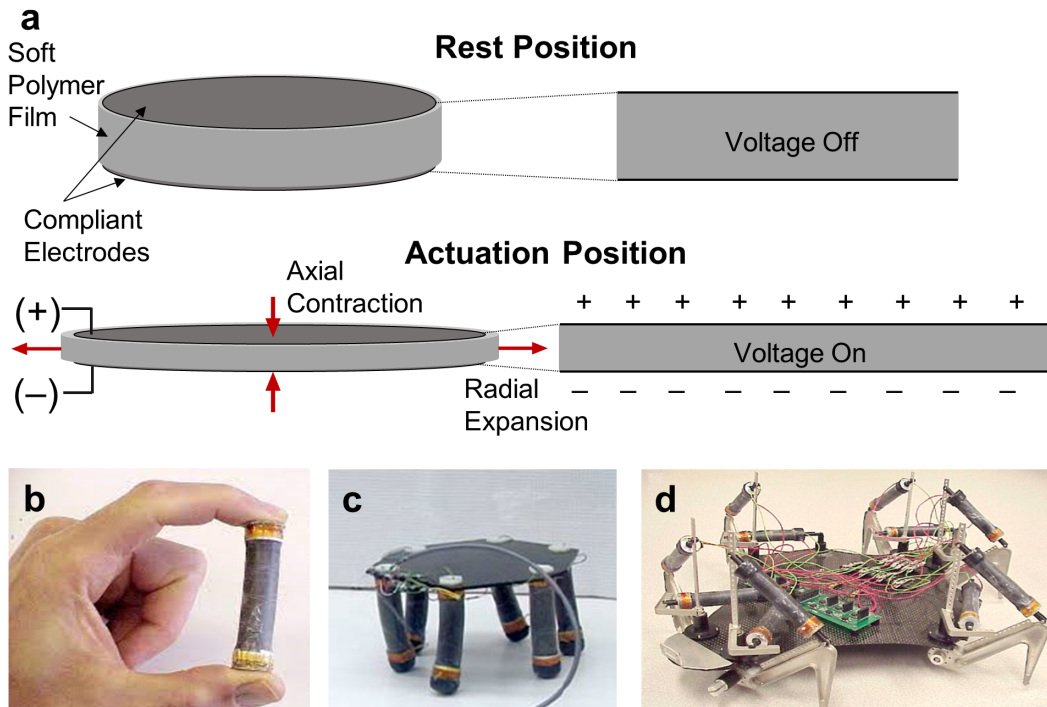 a
Rest Position
Soft
Polymer
Film
Voltage Off
Compliant
Electrodes
Actuation Position
Axial
Contraction
+ + + + + + + + +
(+)
Voltage On
(–)
Radial
Expansion
– – – – – – – – –
b
c
d